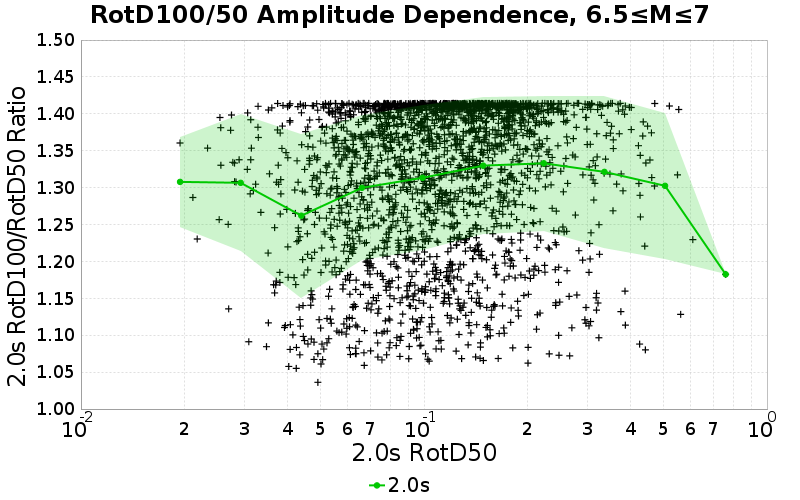 RotD100/50 Amplitude Dependence, 6.5≤M≤7
2.0s RotD100/RotD50 Ratio
1.50
1.45
1.40
1.35
1.30
1.25
1.20
1.15
1.10
1.05
1.00
10^-2 2 3 4 5 6 7 10^-1 2 3 4 5 6 7 10^0
2.0s RotD50
2.0s